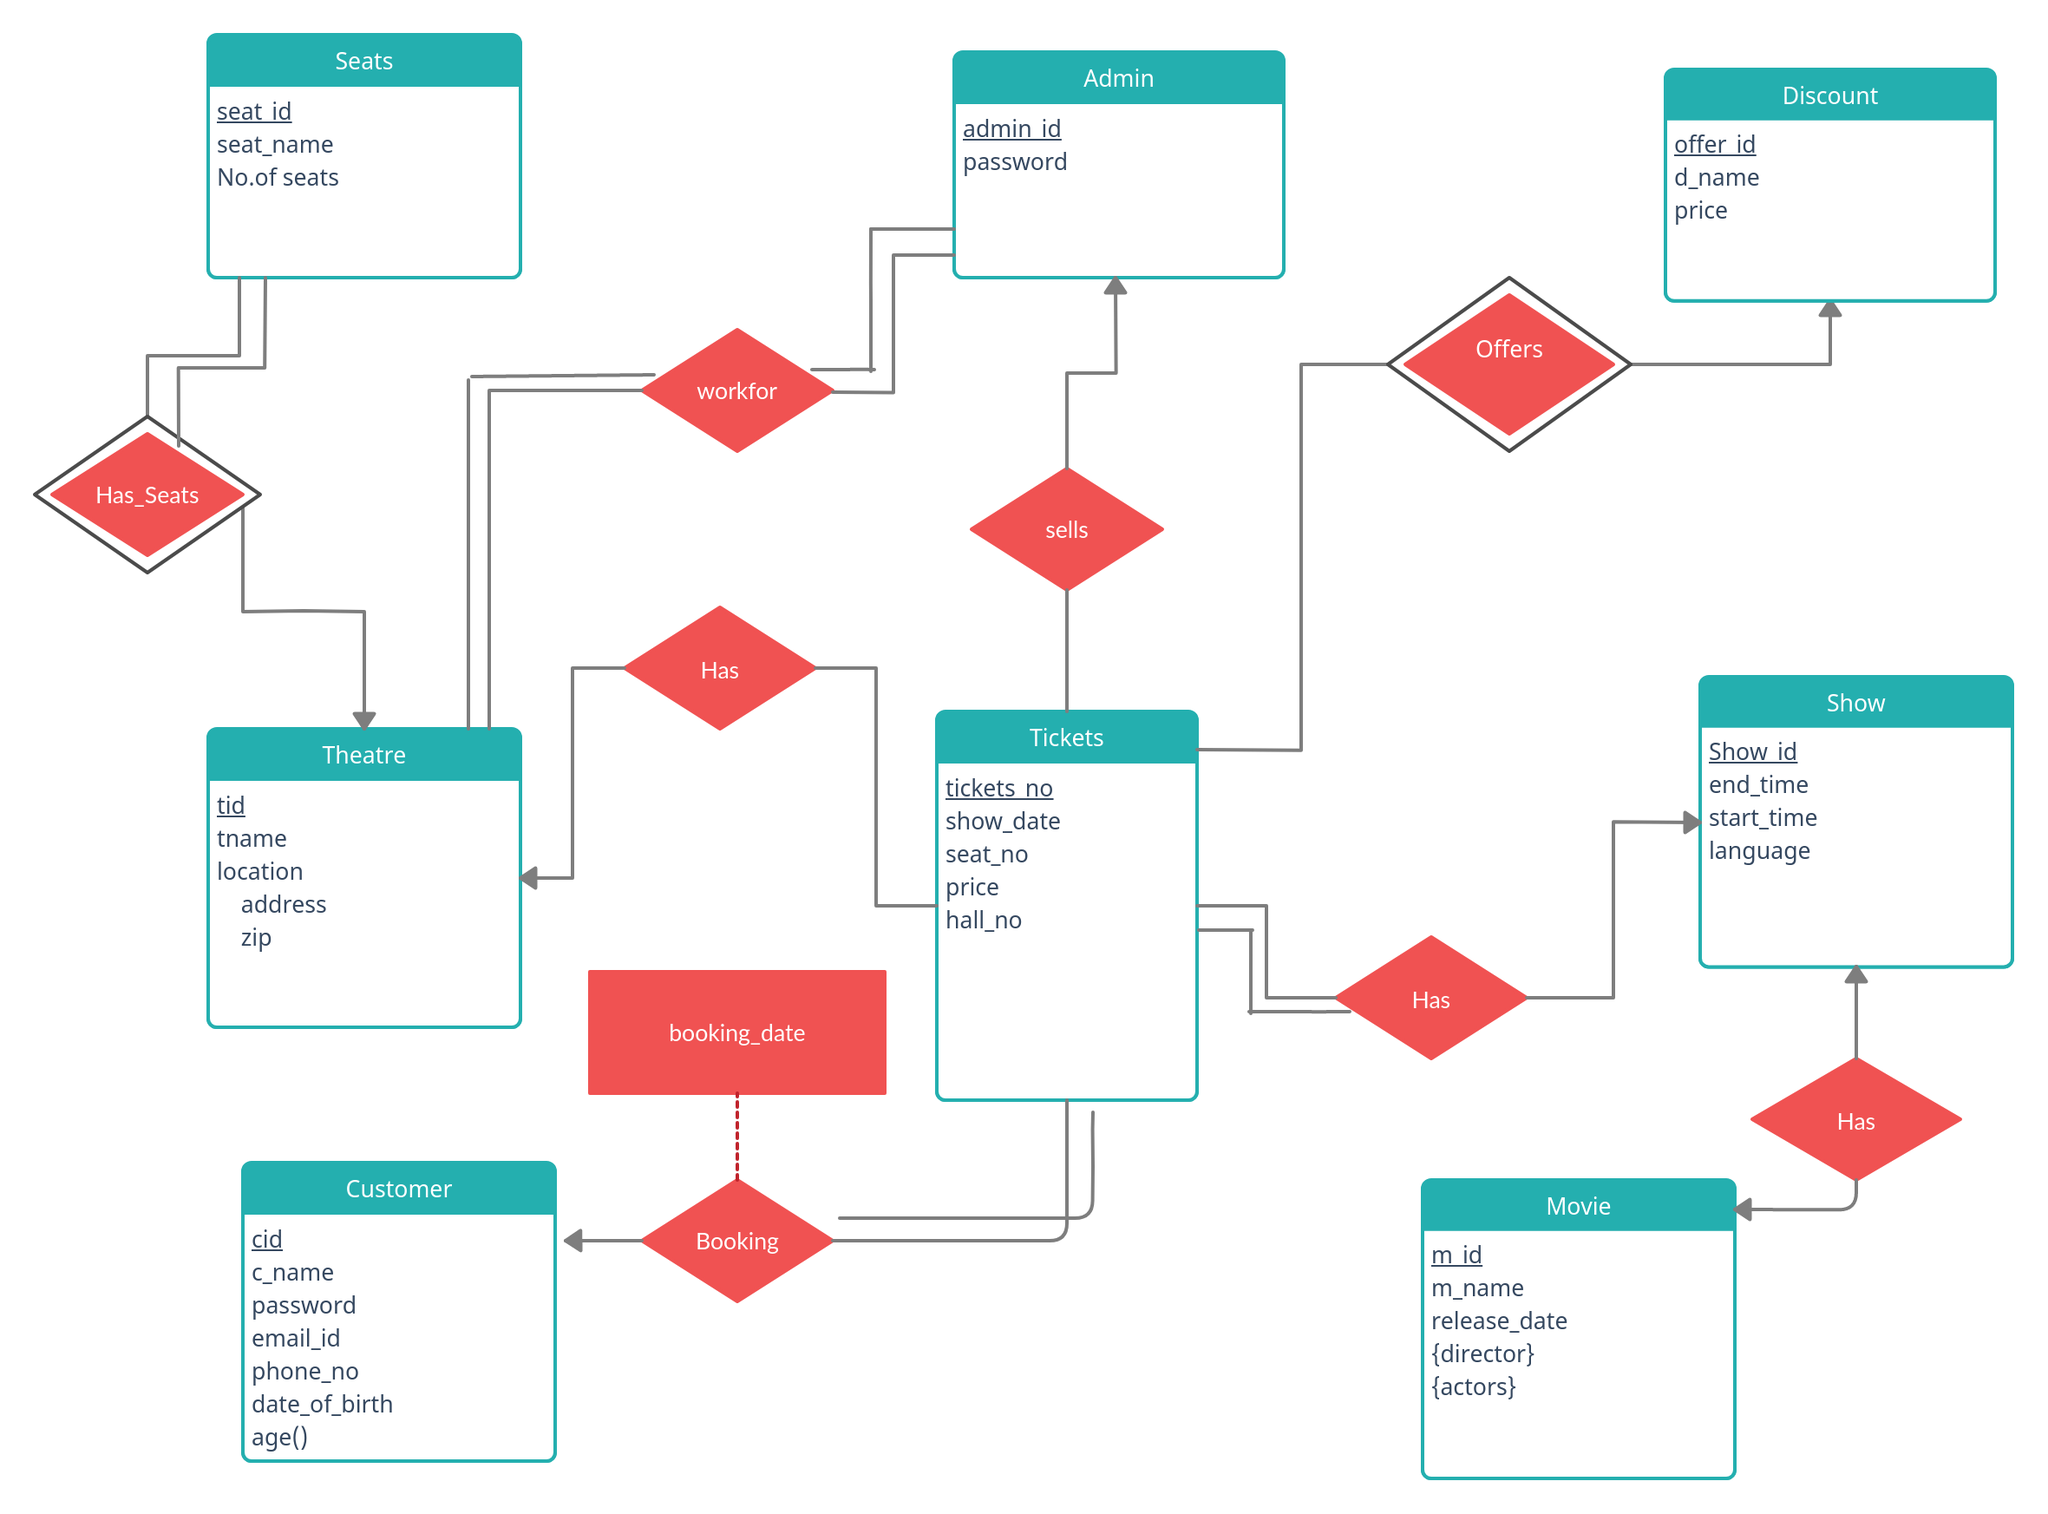 Seats
seat_id
seat_name
No.of seats
Admin
admin_id
password
Discount
offer_id
d_name
price
Offers
workfor
Has_Seats
sells
Has
Theatre
tid
tname
location
address
zip
Tickets
tickets_no
show_date
seat_no
price
hall_no
Show
Show_id
end_time
start_time
language
booking_date
Has
Has
Customer
cid
c_name
password
email_id
phone_no
date_of_birth
age()
Booking
Movie
m_id
m_name
release_date
{director}
{actors}